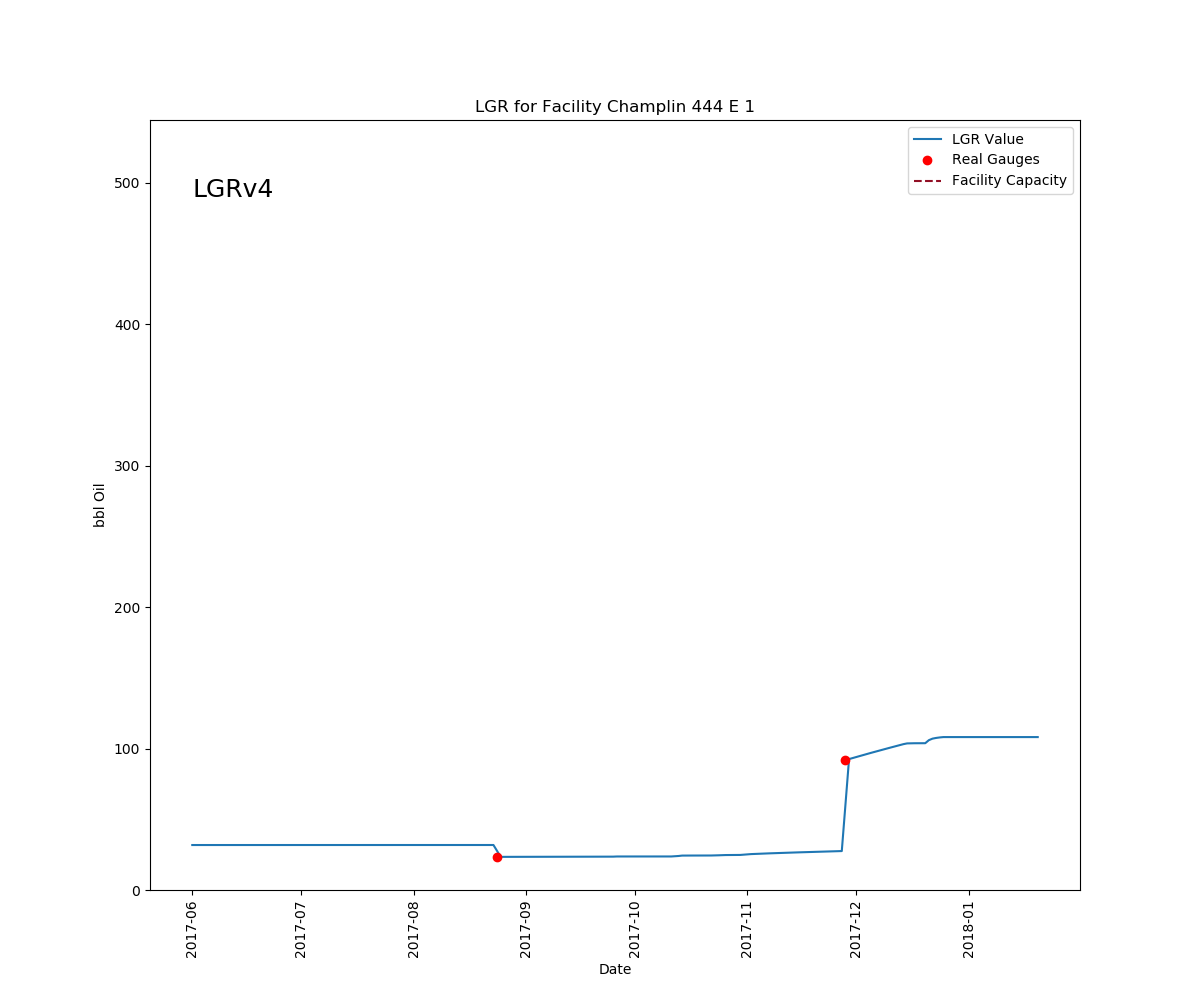 LGR for Facility Champlin 444 E 1
LGR Value
Real Gauges
Facility Capacity
LGRv4
500
400
300
200
100
0
bbl Oil
2017-06
2017-07
2017-08
2017-09
2017-10
2017-11
2017-12
2018-01
Date